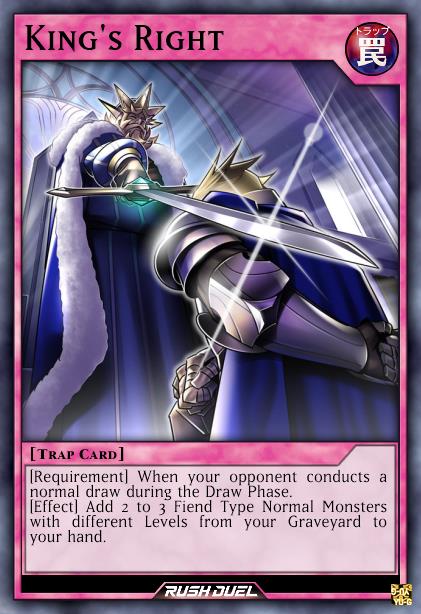 King's Right
トラップ
罠
[Trap Card]
[Requirement] When your opponent conducts a
normal draw during the Draw Phase.
[Effect] Add 2 to 3 Fiend Type Normal Monsters
with different Levels from your Graveyard to
your hand.
RUSH DUEL